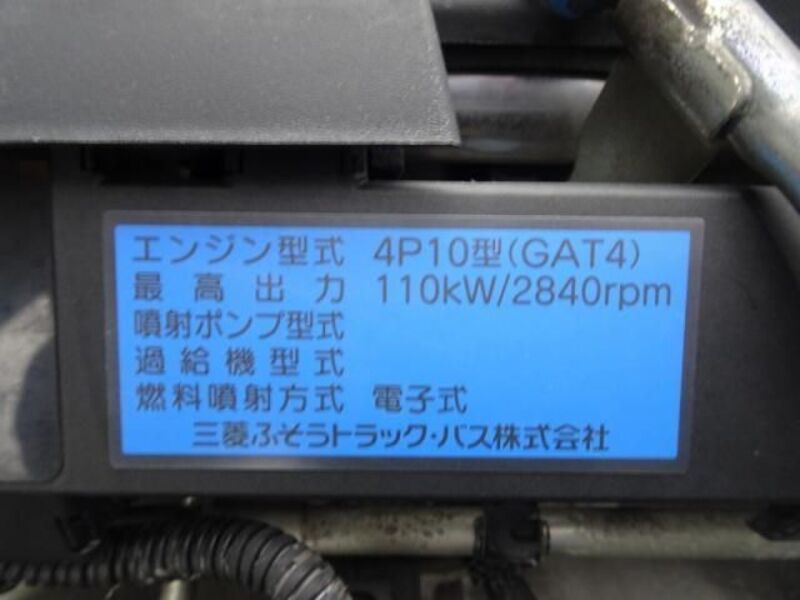 エンジン型式 4P10型(GAT4)
最高出力 110kW/2840rpm
噴射ポンプ型式
過給機型式
燃料噴射方式 電子式
三菱ふそうトラック・バス株式会社